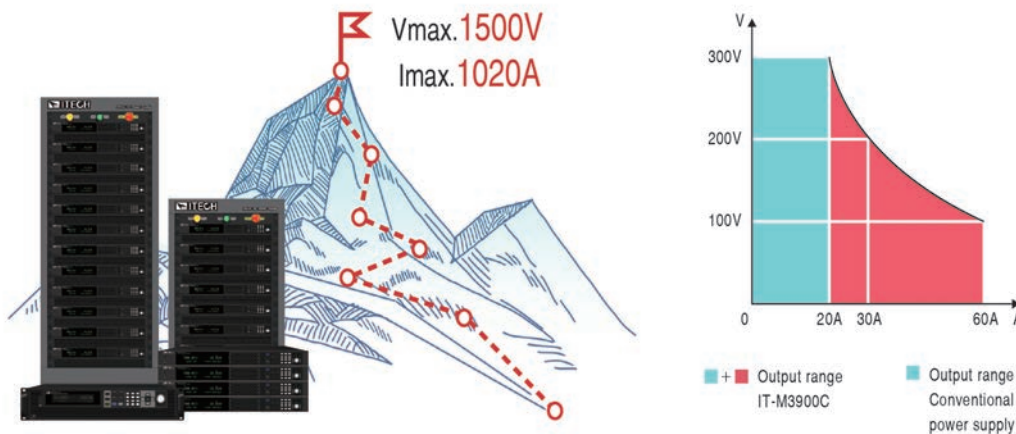 Vmax.1500V
Imax.1020A
ITECH
ITECH
V
300V
200V
100V
0
20A
30A
60A
A
+ Output range
IT-M3900C
Output range
Conventional
power supply